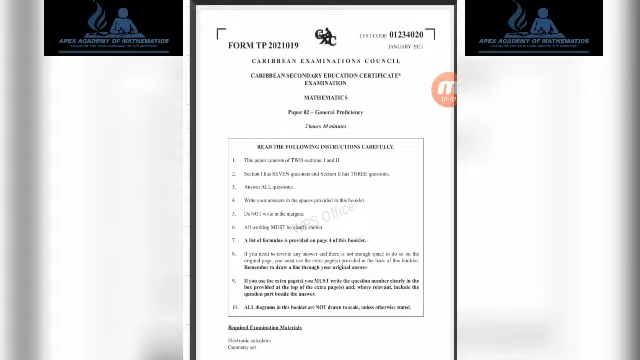 APEX ACADEMY OF MATHEMATICS
APEX ACADEMY OF MATHEMATICS
TEST CODE 01234020
FORM TP 2021019
JANUARY 2021
CARIBBEAN EXAMINATIONS COUNCIL
CARIBBEAN SECONDARY EDUCATION CERTIFICATE®
EXAMINATION
MATHEMATICS
Paper 02 – General Proficiency
2 hours 40 minutes
READ THE FOLLOWING INSTRUCTIONS CAREFULLY.
1. This paper consists of TWO sections: I and II.
2. Section I has SEVEN questions and Section II has THREE questions.
3. Answer ALL questions.
4. Write your answers in the spaces provided in this booklet.
5. Do NOT write in the margins.
6. All working MUST be clearly shown.
WPS Office
7. A list of formulae is provided on page 4 of this booklet.
8. If you need to rewrite any answer and there is not enough space to do so on the
original page, you must use the extra page(s) provided at the back of this booklet.
Remember to draw a line through your original answer.
9. If you use the extra page(s) you MUST write the question number clearly in the
box provided at the top of the extra page(s) and, where relevant, include the
question part beside the answer.
10. ALL diagrams in this booklet are NOT drawn to scale, unless otherwise stated.
Required Examination Materials
Electronic calculator
Geometry set